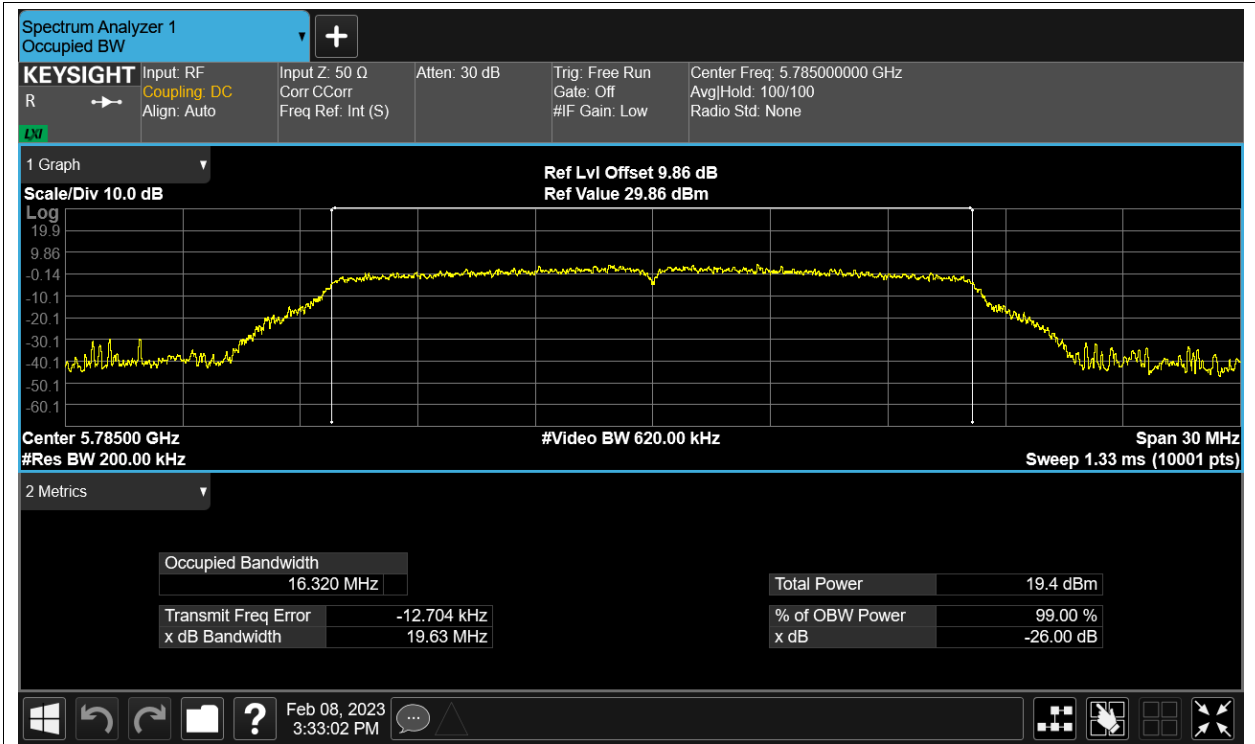 Spectrum Analyzer 1
Occupied BW
+
KEYSIGHT
R
LXI
Input: RF
Coupling: DC
Align: Auto
Input Z: 50 Ω
Corr CCorr
Freq Ref: Int (S)
Atten: 30 dB
Trig: Free Run
Gate: Off
#IF Gain: Low
Center Freq: 5.785000000 GHz
Avg|Hold: 100/100
Radio Std: None
1 Graph
Scale/Div 10.0 dB
Ref Lvl Offset 9.86 dB
Ref Value 29.86 dBm
Log
19.9
9.86
-0.14
-10.1
-20.1
-30.1
-40.1
-50.1
-60.1
Center 5.78500 GHz
#Video BW 620.00 kHz
Span 30 MHz
#Res BW 200.00 kHz
Sweep 1.33 ms (10001 pts)
2 Metrics
Occupied Bandwidth
16.320 MHz
Transmit Freq Error -12.704 kHz
x dB Bandwidth 19.63 MHz
Total Power 19.4 dBm
% of OBW Power 99.00 %
x dB -26.00 dB
?
Feb 08, 2023
3:33:02 PM